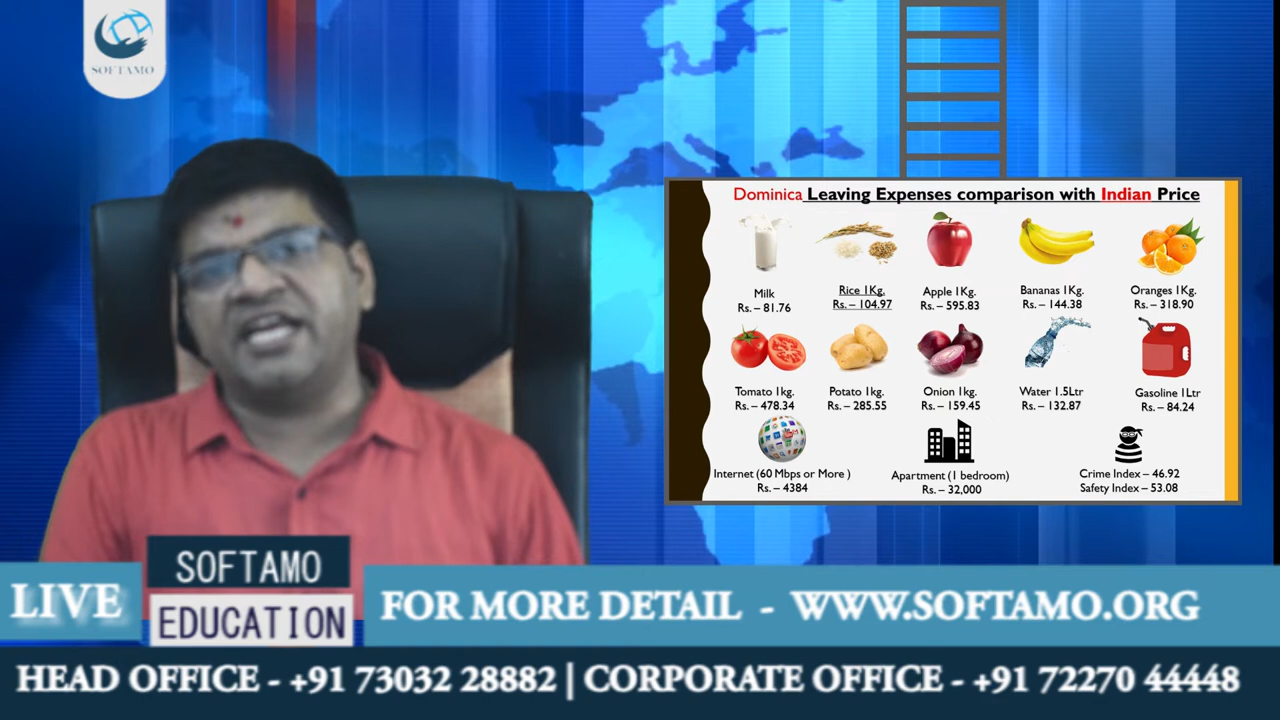 SOFTAMO
Dominica Leaving Expenses comparison with Indian Price
Milk
Rs. – 81.76
Rice 1Kg.
Rs. – 104.97
Apple 1Kg.
Rs. – 595.83
Bananas 1Kg.
Rs. – 144.38
Oranges 1Kg.
Rs. – 318.90
Tomato 1kg.
Rs. – 478.34
Potato 1kg.
Rs. – 285.55
Onion 1kg.
Rs. – 159.45
Water 1.5Ltr
Rs. – 132.87
Gasoline 1Ltr
Rs. – 84.24
Internet (60 Mbps or More )
Rs. – 4384
Apartment (1 bedroom)
Rs. – 32,000
Crime Index – 46.92
Safety Index – 53.08
LIVE
SOFTAMO
EDUCATION
FOR MORE DETAIL - WWW.SOFTAMO.ORG
HEAD OFFICE - +91 73032 28882 | CORPORATE OFFICE - +91 72270 44448